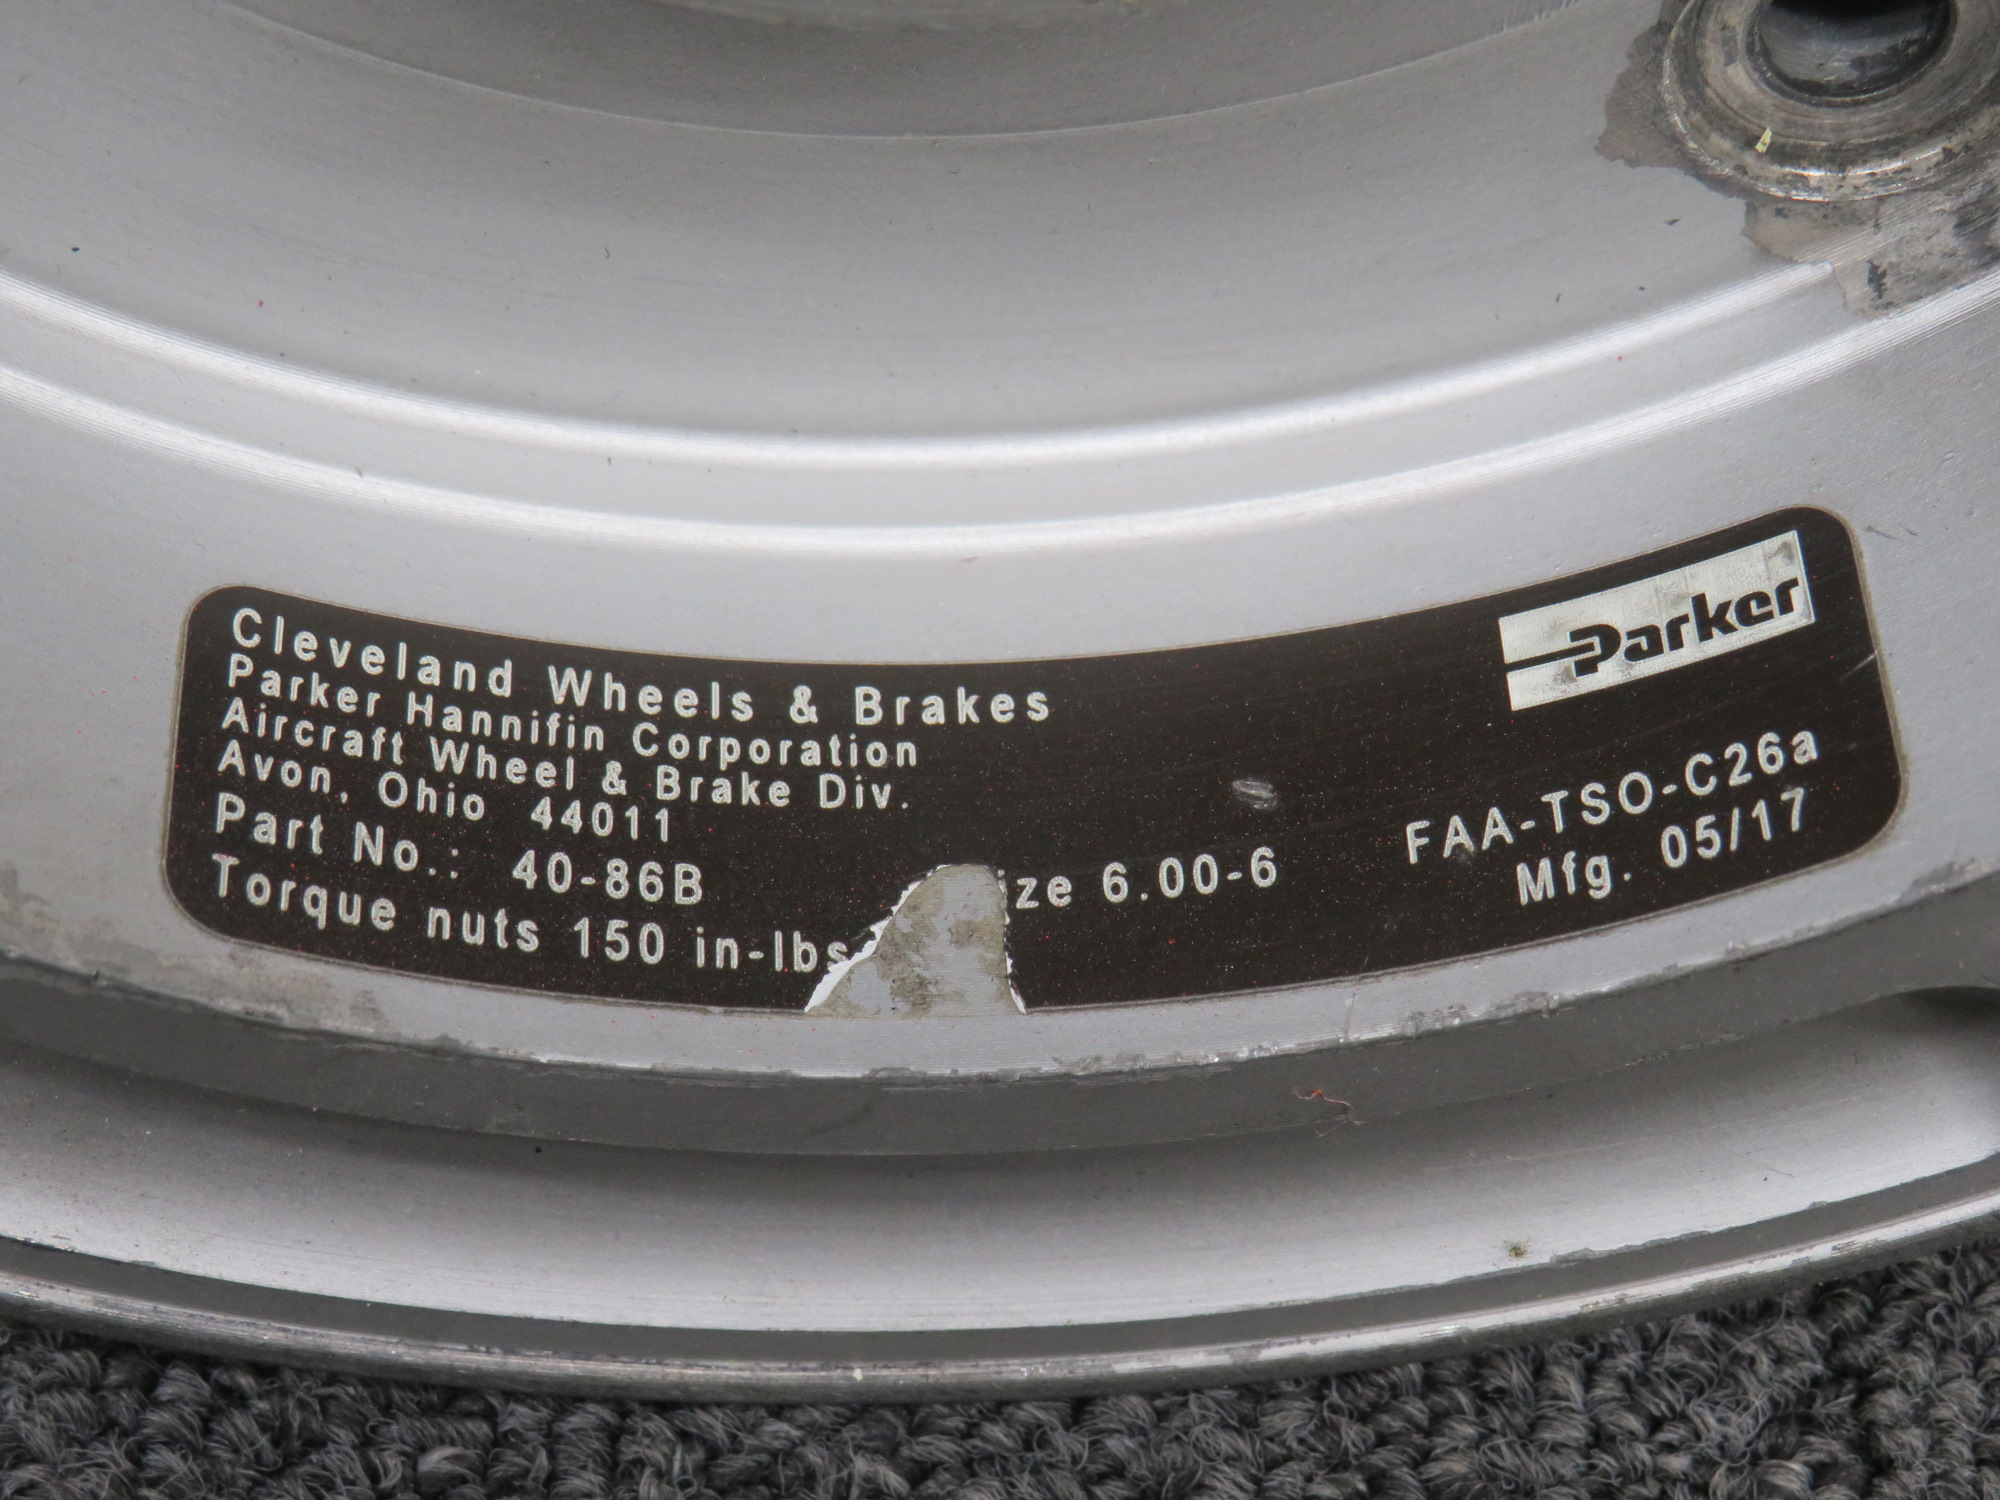 Cleveland Wheels & Brakes
Parker Hannifin Corporation
Aircraft Wheel & Brake Div.
Avon, Ohio 44011
Part No.: 40-86B
ize 6.00-6
Torque nuts 150 in-lbs
Parker
FAA-TSO-C26a
Mfg. 05/17